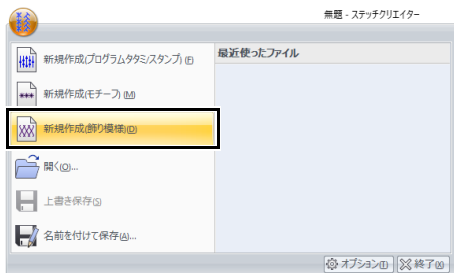 無題 - ステッチクリエイター
新規作成(プログラムタタミ/スタンプ) (F)
最近使ったファイル
新規作成(モチーフ) (M)
新規作成(飾り模様)(D)
開く(O)...
上書き保存(S)
名前を付けて保存(A)...
オプション(I)
終了(X)